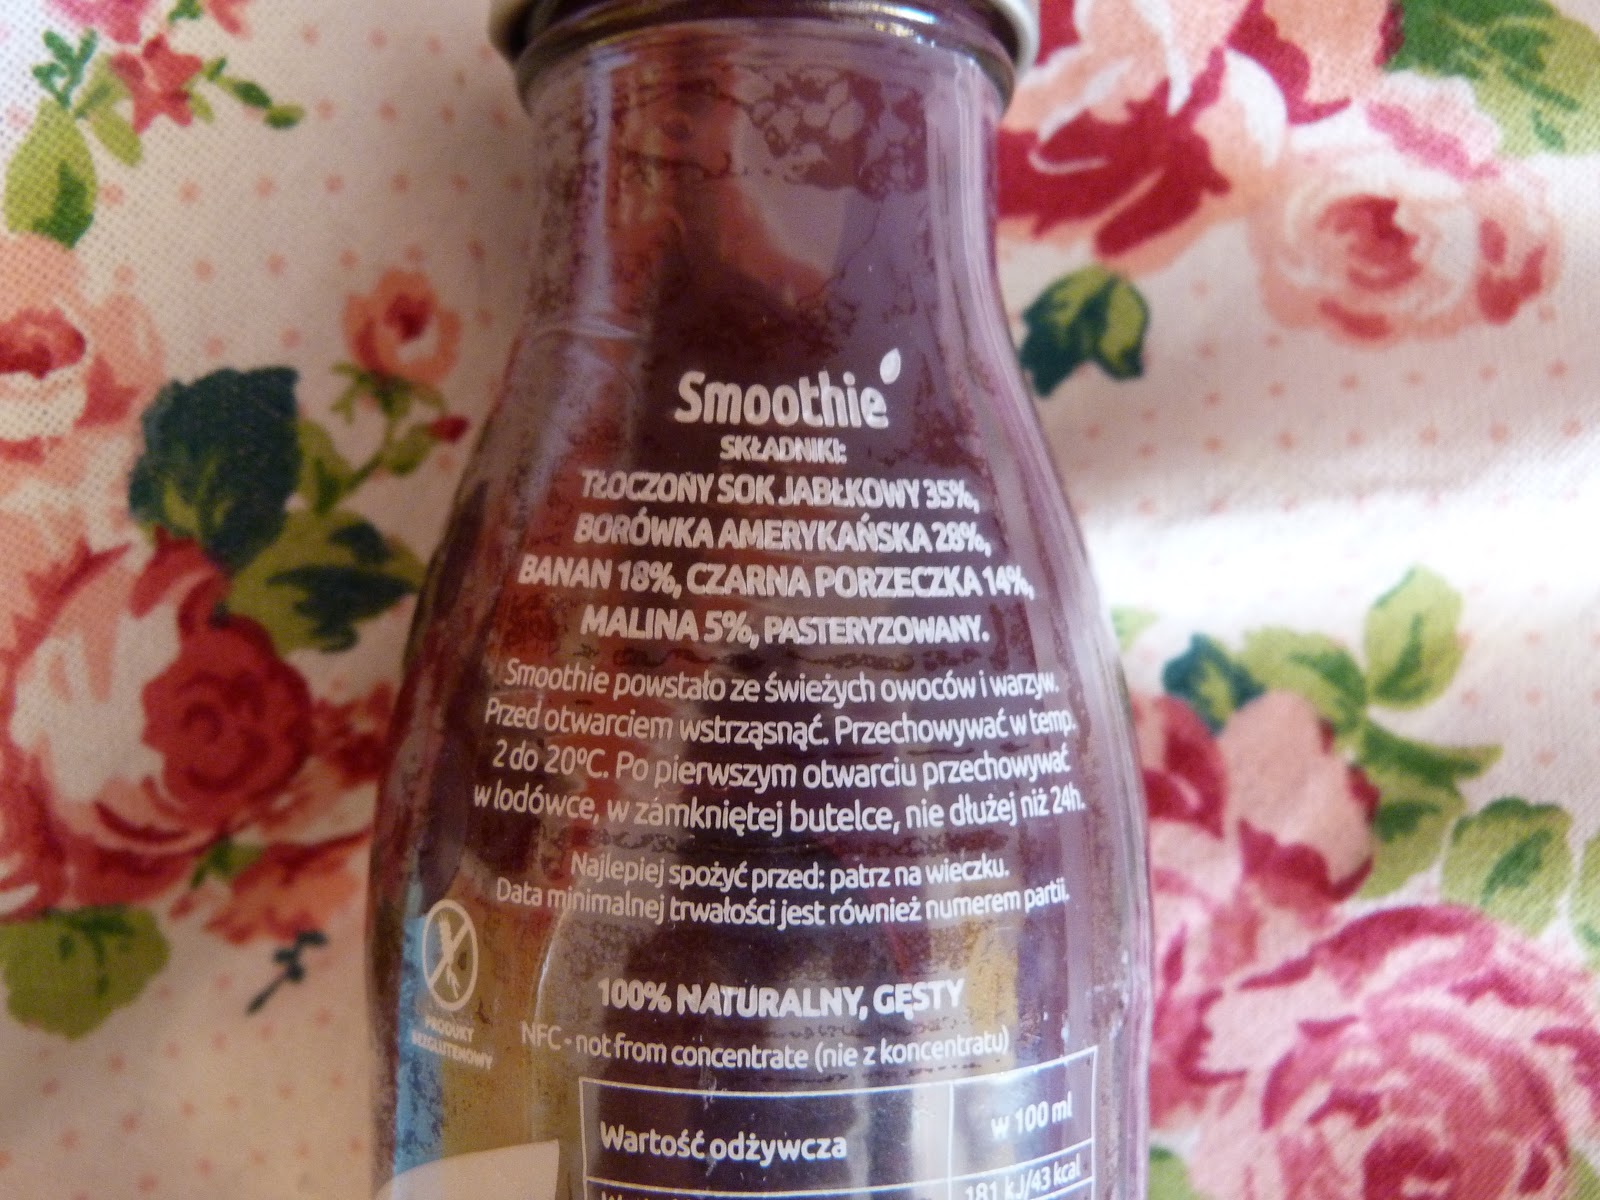 Smoothie
SKŁADNIKI:
TŁOCZONY SOK JABŁKOWY 35%,
BORÓWKA AMERYKAŃSKA 28%,
BANAN 18%, CZARNA PORZECZKA 14%,
MALINA 5%, PASTERYZOWANY.
Smoothie powstało ze świeżych owoców i warzyw.
Przed otwarciem wstrząsnąć. Przechowywać w temp.
2 do 20ºC. Po pierwszym otwarciu przechowywać
w lodówce, w zamkniętej butelce, nie dłużej niż 24h.
Najlepiej spożyć przed: patrz na wieczku.
Data minimalnej trwałości jest również numerem partii.
PRODUKT
BEZGLUTENOWY
100% NATURALNY, GĘSTY
NFC - not from concentrate (nie z koncentratu)
Wartość odżywcza
w 100 ml
181 kJ/43 kcal